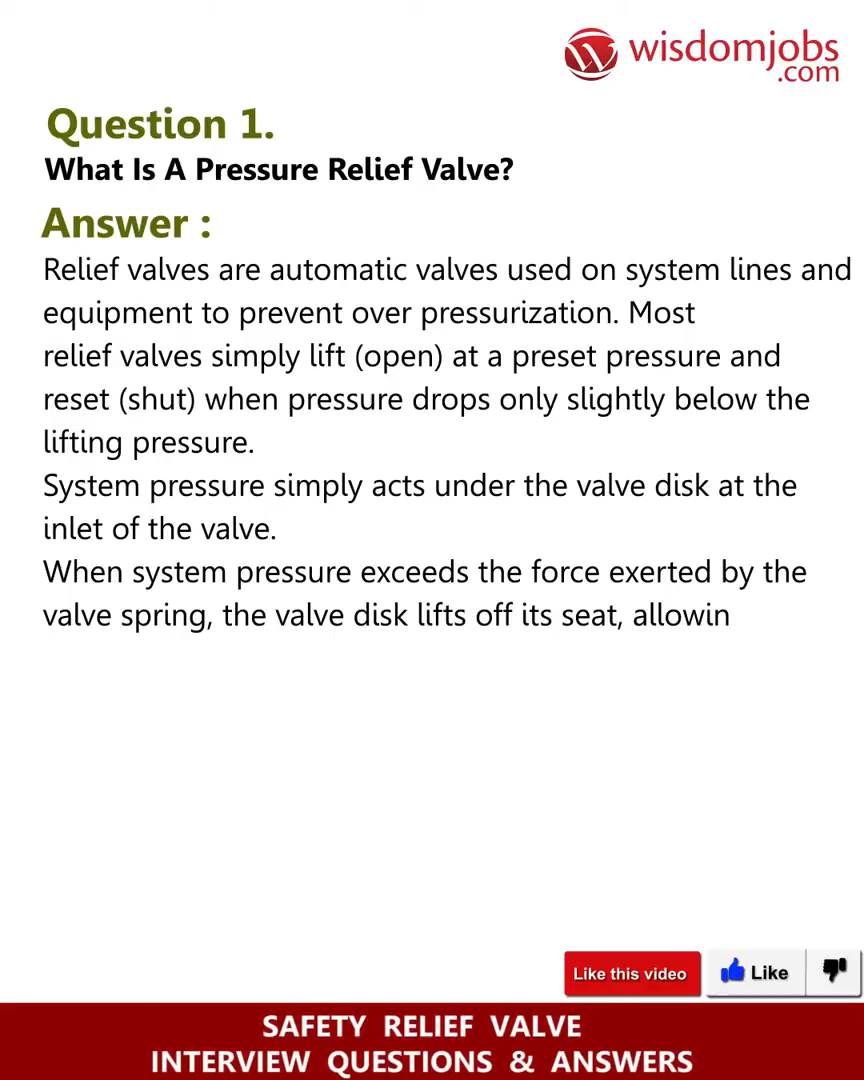 wisdomjobs
.com
Question 1.
What Is A Pressure Relief Valve?
Answer :
Relief valves are automatic valves used on system lines and
equipment to prevent over pressurization. Most
relief valves simply lift (open) at a preset pressure and
reset (shut) when pressure drops only slightly below the
lifting pressure.
System pressure simply acts under the valve disk at the
inlet of the valve.
When system pressure exceeds the force exerted by the
valve spring, the valve disk lifts off its seat, allowin
Like this video
Like
SAFETY RELIEF VALVE
INTERVIEW QUESTIONS & ANSWERS